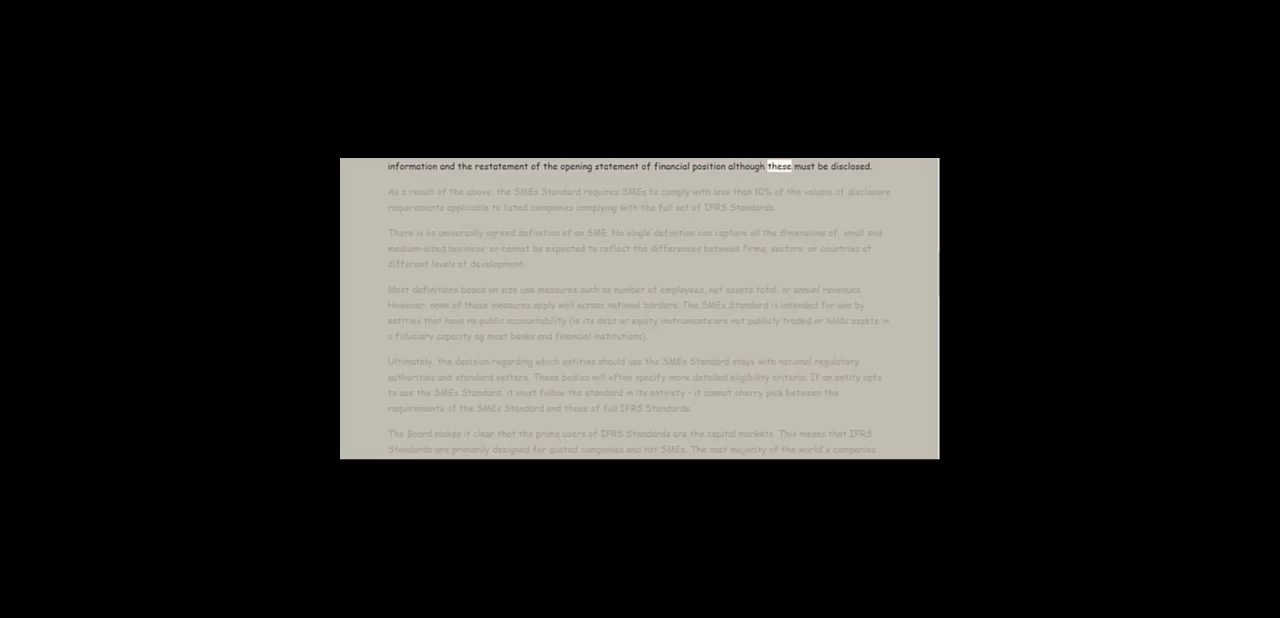 information and the restatement of the opening statement of financial position although these must be disclosed.
As a result of the above, the SMEs Standard requires SMEs to comply with less than 10% of the volume of disclosure
requirements applicable to listed companies complying with the full set of IFRS Standards.
There is no universally agreed definition of an SME. No single definition can capture all the dimensions of small and
medium-sized business, or cannot be expected to reflect the differences between firms, sectors, or countries at
different levels of development.
Most definitions based on size use measures such as number of employees, net assets total, or annual revenues.
However, none of these measures apply well across national borders. The SMEs Standard is intended for use by
entities that have no public accountability (ie its debt or equity instruments are not publicly traded or holds assets in
a fiduciary capacity eg most banks and financial institutions).
Ultimately, the decision regarding which entities should use the SMEs Standard stays with national regulatory
authorities and standard setters. These bodies will often specify more detailed eligibility criteria. If an entity opts
to use the SMEs Standard, it must follow the standard in its entirety - it cannot cherry pick between the
requirements of the SMEs Standard and those of full IFRS Standards.
The Board makes it clear that the prime users of IFRS Standards are the capital markets. This means that IFRS
Standards are primarily designed for quoted companies and not SMEs. The vast majority of the world's companies